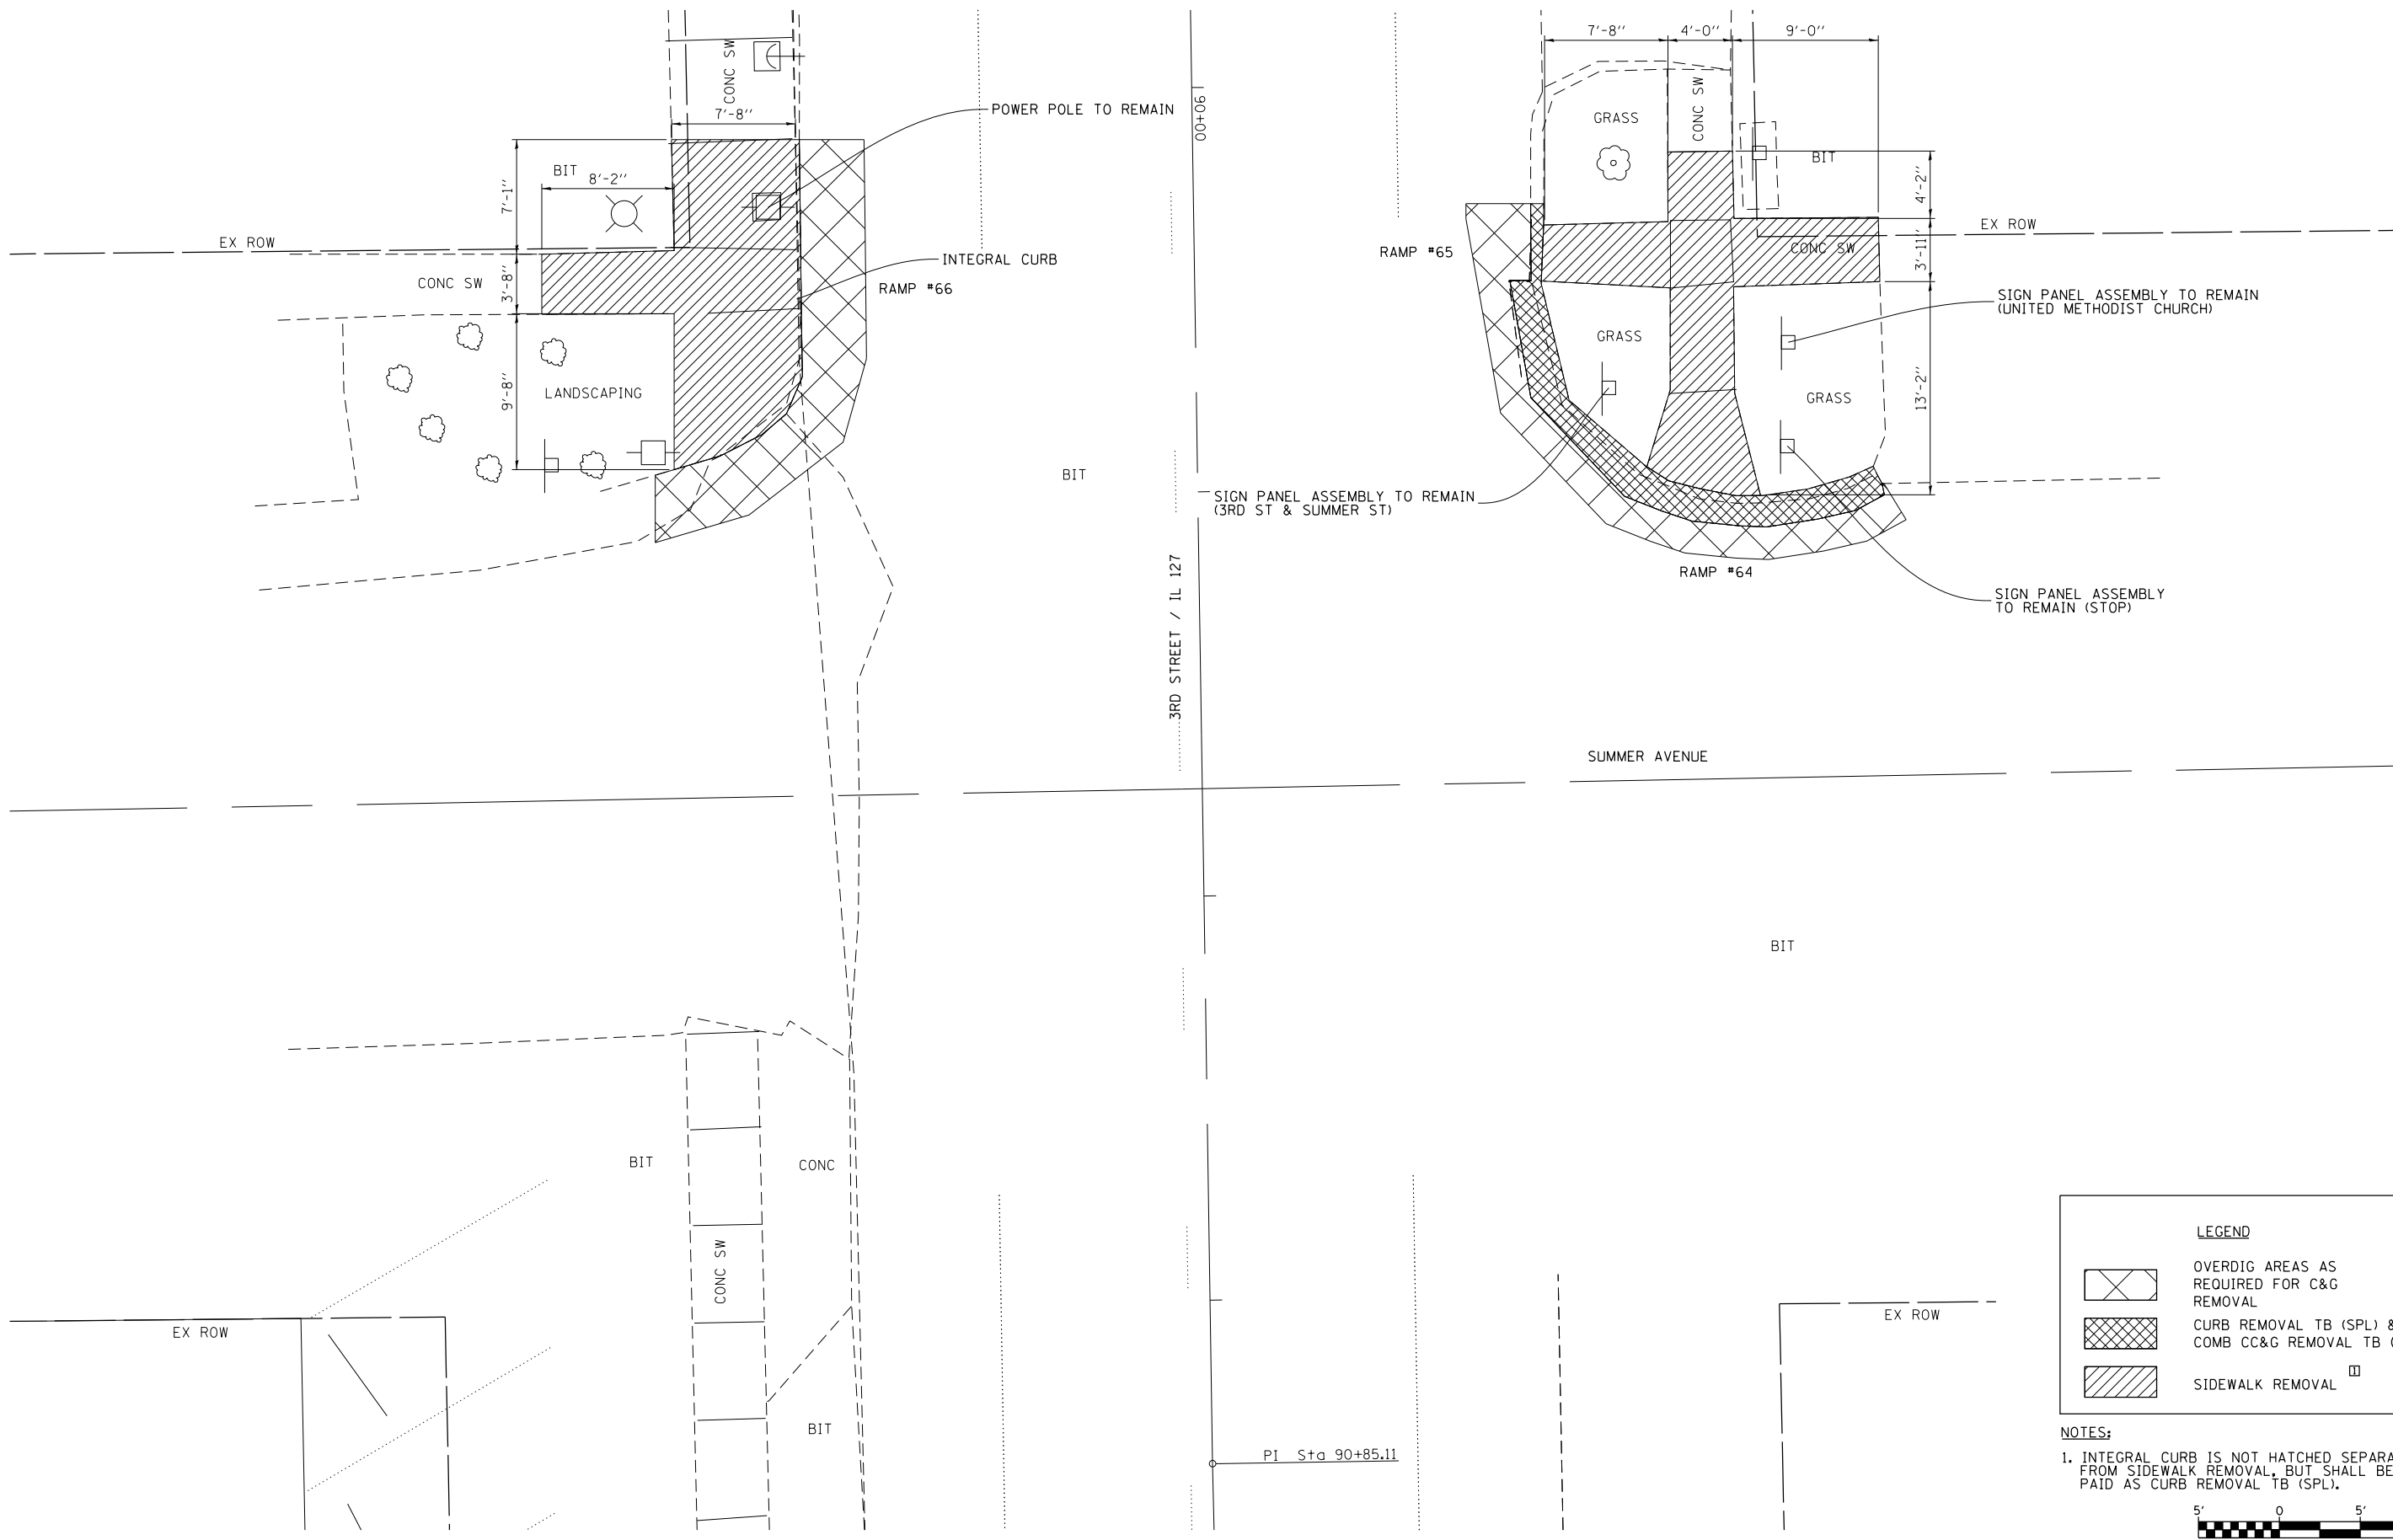 7'-8"
4'-0"
9'-0"
CONC SW
7'-8"
POWER POLE TO REMAIN
90+00
GRASS
CONC SW
BIT
BIT
8'-2"
7'-1"
4'-2"
EX ROW
EX ROW
3'-11"
CONC SW
RAMP #65
INTEGRAL CURB
CONC SW
3'-8"
RAMP #66
SIGN PANEL ASSEMBLY TO REMAIN
(UNITED METHODIST CHURCH)
GRASS
9'-8"
LANDSCAPING
GRASS
13'-2"
BIT
SIGN PANEL ASSEMBLY TO REMAIN
(3RD ST & SUMMER ST)
RAMP #64
SIGN PANEL ASSEMBLY
TO REMAIN (STOP)
3RD STREET / IL 127
SUMMER AVENUE
BIT
BIT
CONC
CONC SW
EX ROW
EX ROW
BIT
PI Sta 90+85.11
LEGEND
OVERDIG AREAS AS
REQUIRED FOR C&G
REMOVAL
CURB REMOVAL TB (SPL) &
COMB CC&G REMOVAL TB (
SIDEWALK REMOVAL 1
NOTES:
1. INTEGRAL CURB IS NOT HATCHED SEPARA
FROM SIDEWALK REMOVAL, BUT SHALL BE
PAID AS CURB REMOVAL TB (SPL).
5' 0 5'